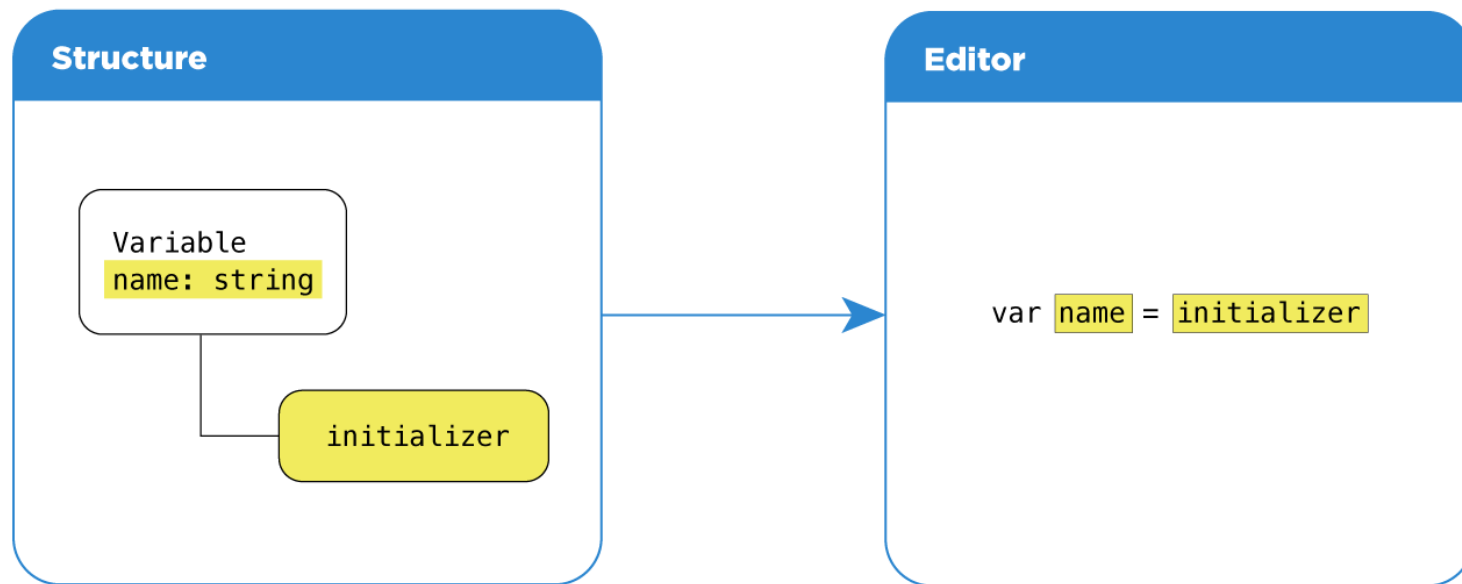 Structure
Variable
name: string
initializer
Editor
var name = initializer